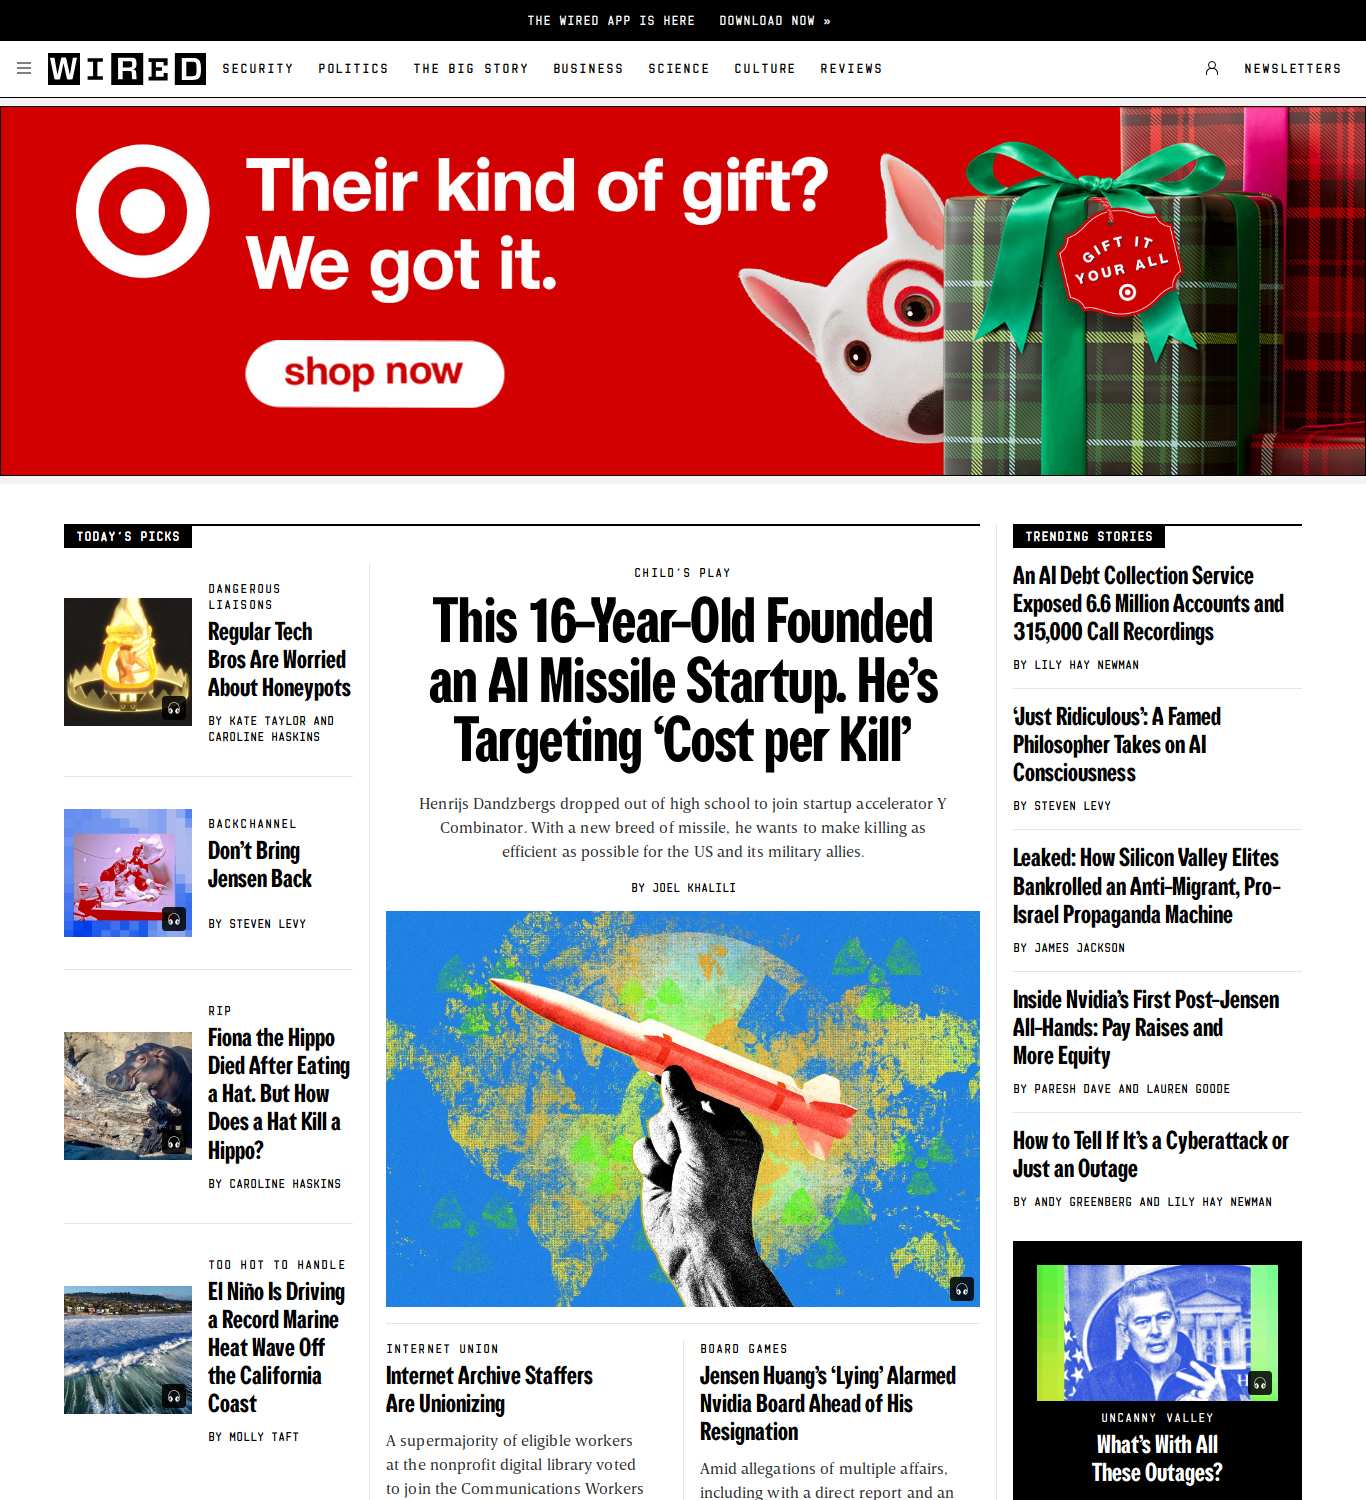 THE WIRED APP IS HERE DOWNLOAD NOW »
WIRED
SECURITY POLITICS THE BIG STORY BUSINESS SCIENCE CULTURE REVIEWS
NEWSLETTERS
Their kind of gift?
We got it.
shop now
GIFT IT
YOUR ALL
TODAY'S PICKS
DANGEROUS
LIAISONS
Regular Tech
Bros Are Worried
About Honeypots
BY KATE TAYLOR AND
CAROLINE HASKINS
BACKCHANNEL
Don't Bring
Jensen Back
BY STEVEN LEVY
RIP
Fiona the Hippo
Died After Eating
a Hat. But How
Does a Hat Kill a
Hippo?
BY CAROLINE HASKINS
TOO HOT TO HANDLE
El Niño Is Driving
a Record Marine
Heat Wave Off
the California
Coast
BY MOLLY TAFT
CHILD'S PLAY
This 16-Year-Old Founded
an AI Missile Startup. He's
Targeting 'Cost per Kill'
Henrijs Dandzbergs dropped out of high school to join startup accelerator Y
Combinator. With a new breed of missile, he wants to make killing as
efficient as possible for the US and its military allies.
BY JOEL KHALILI
INTERNET UNION
Internet Archive Staffers
Are Unionizing
A supermajority of eligible workers
at the nonprofit digital library voted
to join the Communications Workers
BOARD GAMES
Jensen Huang's 'Lying' Alarmed
Nvidia Board Ahead of His
Resignation
Amid allegations of multiple affairs,
including with a direct report and an
TRENDING STORIES
An AI Debt Collection Service
Exposed 6.6 Million Accounts and
315,000 Call Recordings
BY LILY HAY NEWMAN
'Just Ridiculous': A Famed
Philosopher Takes on AI
Consciousness
BY STEVEN LEVY
Leaked: How Silicon Valley Elites
Bankrolled an Anti-Migrant, Pro-
Israel Propaganda Machine
BY JAMES JACKSON
Inside Nvidia's First Post-Jensen
All-Hands: Pay Raises and
More Equity
BY PARESH DAVE AND LAUREN GOODE
How to Tell If It's a Cyberattack or
Just an Outage
BY ANDY GREENBERG AND LILY HAY NEWMAN
UNCANNY VALLEY
What's With All
These Outages?